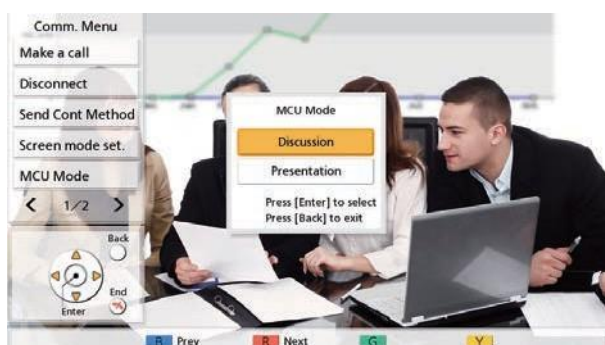 Comm. Menu
Make a call
Disconnect
Send Cont Method
Screen mode set.
MCU Mode
1/2
Back
End
Enter
MCU Mode
Discussion
Presentation
Press [Enter] to select
Press [Back] to exit
B Prev
R Next
G
Y